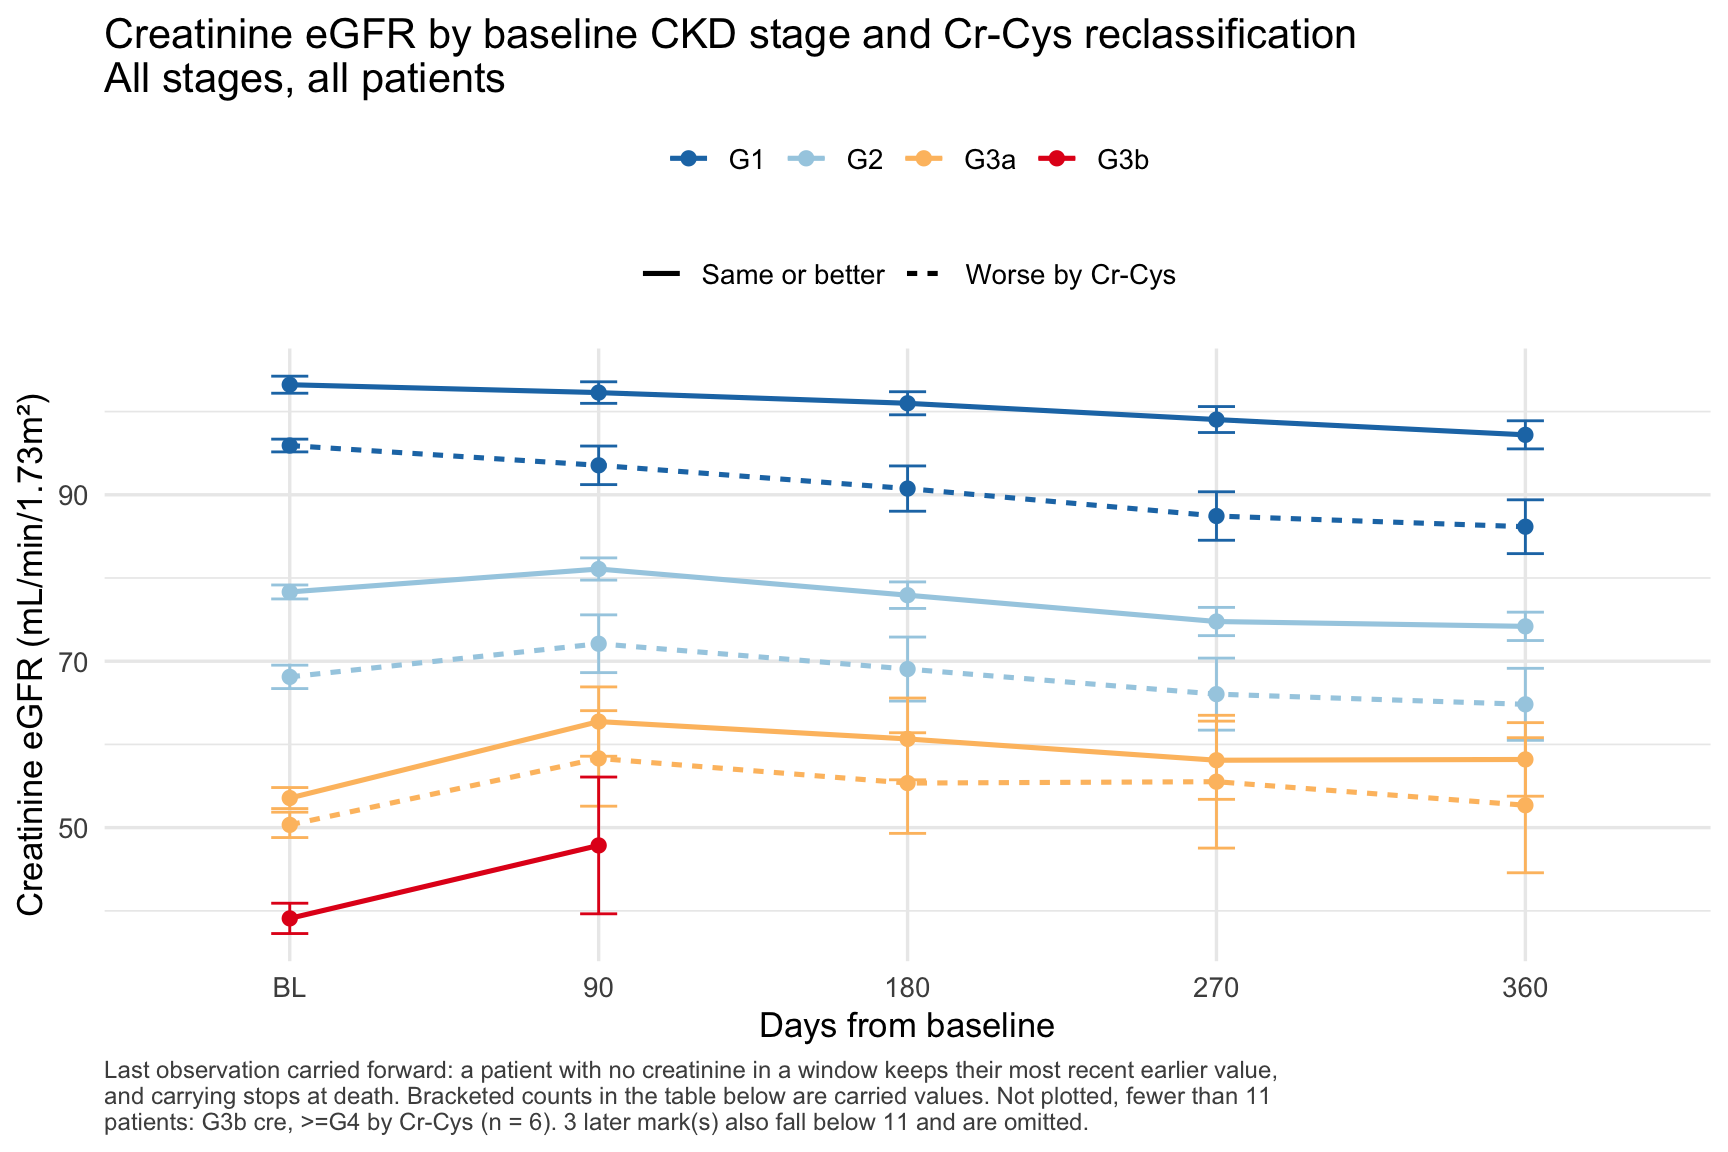 Creatinine eGFR by baseline CKD stage and Cr-Cys reclassification
All stages, all patients
G1 G2 G3a G3b
Same or better Worse by Cr-Cys
Creatinine eGFR (mL/min/1.73m²)
90
70
50
BL 90 180 270 360
Days from baseline
Last observation carried forward: a patient with no creatinine in a window keeps their most recent earlier value,
and carrying stops at death. Bracketed counts in the table below are carried values. Not plotted, fewer than 11
patients: G3b cre, >=G4 by Cr-Cys (n = 6). 3 later mark(s) also fall below 11 and are omitted.